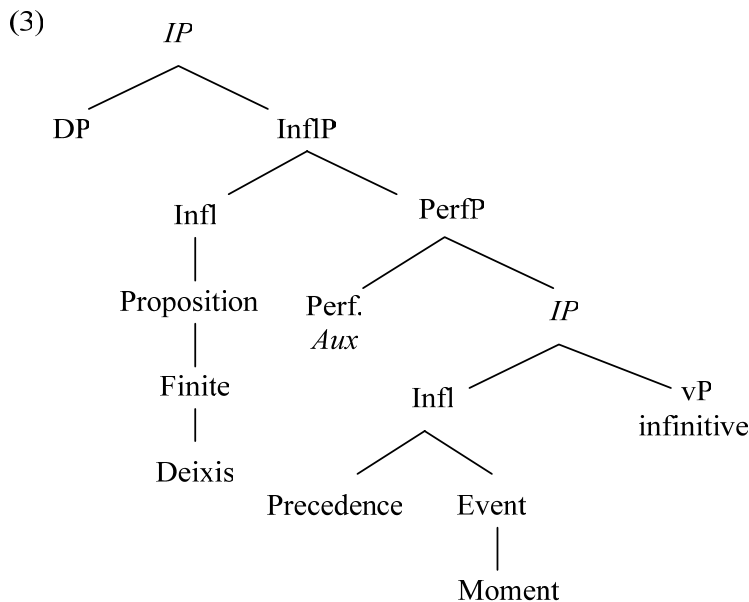 (3)
IP
DP InflP
Infl PerfP
Proposition Perf. IP
Aux
Finite Infl vP
infinitive
Deixis
Precedence Event
Moment